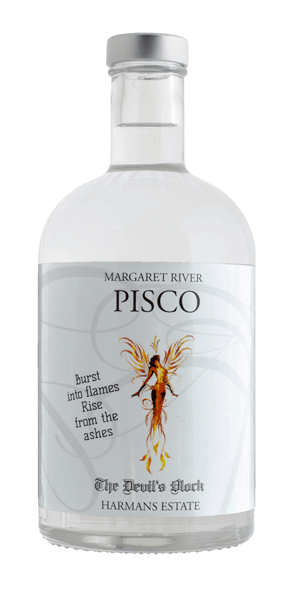 MARGARET RIVER
PISCO
Burst
into flames
Rise
from the
ashes
The Devil's Block
HARMANS ESTATE